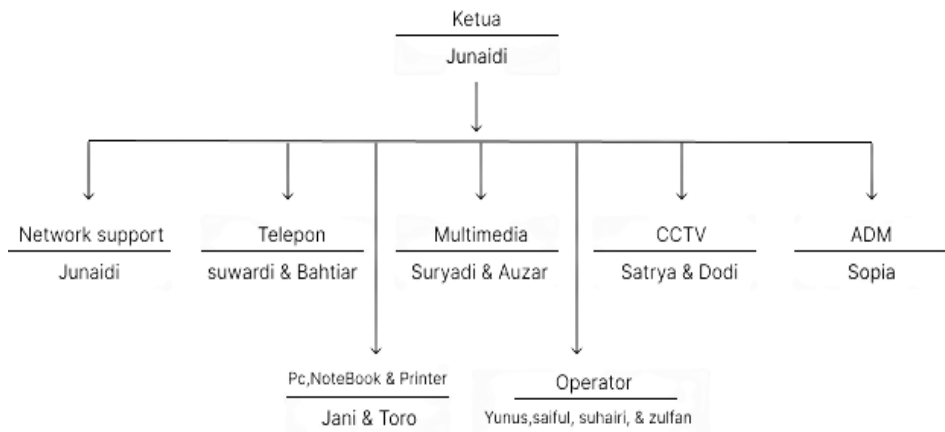 Ketua
Junaidi
Network support
Junaidi
Telepon
suwardi & Bahtiar
Multimedia
Suryadi & Auzar
CCTV
Satrya & Dodi
ADM
Sopia
Pc,NoteBook & Printer
Jani & Toro
Operator
Yunus,saiful, suhairi, & zulfan